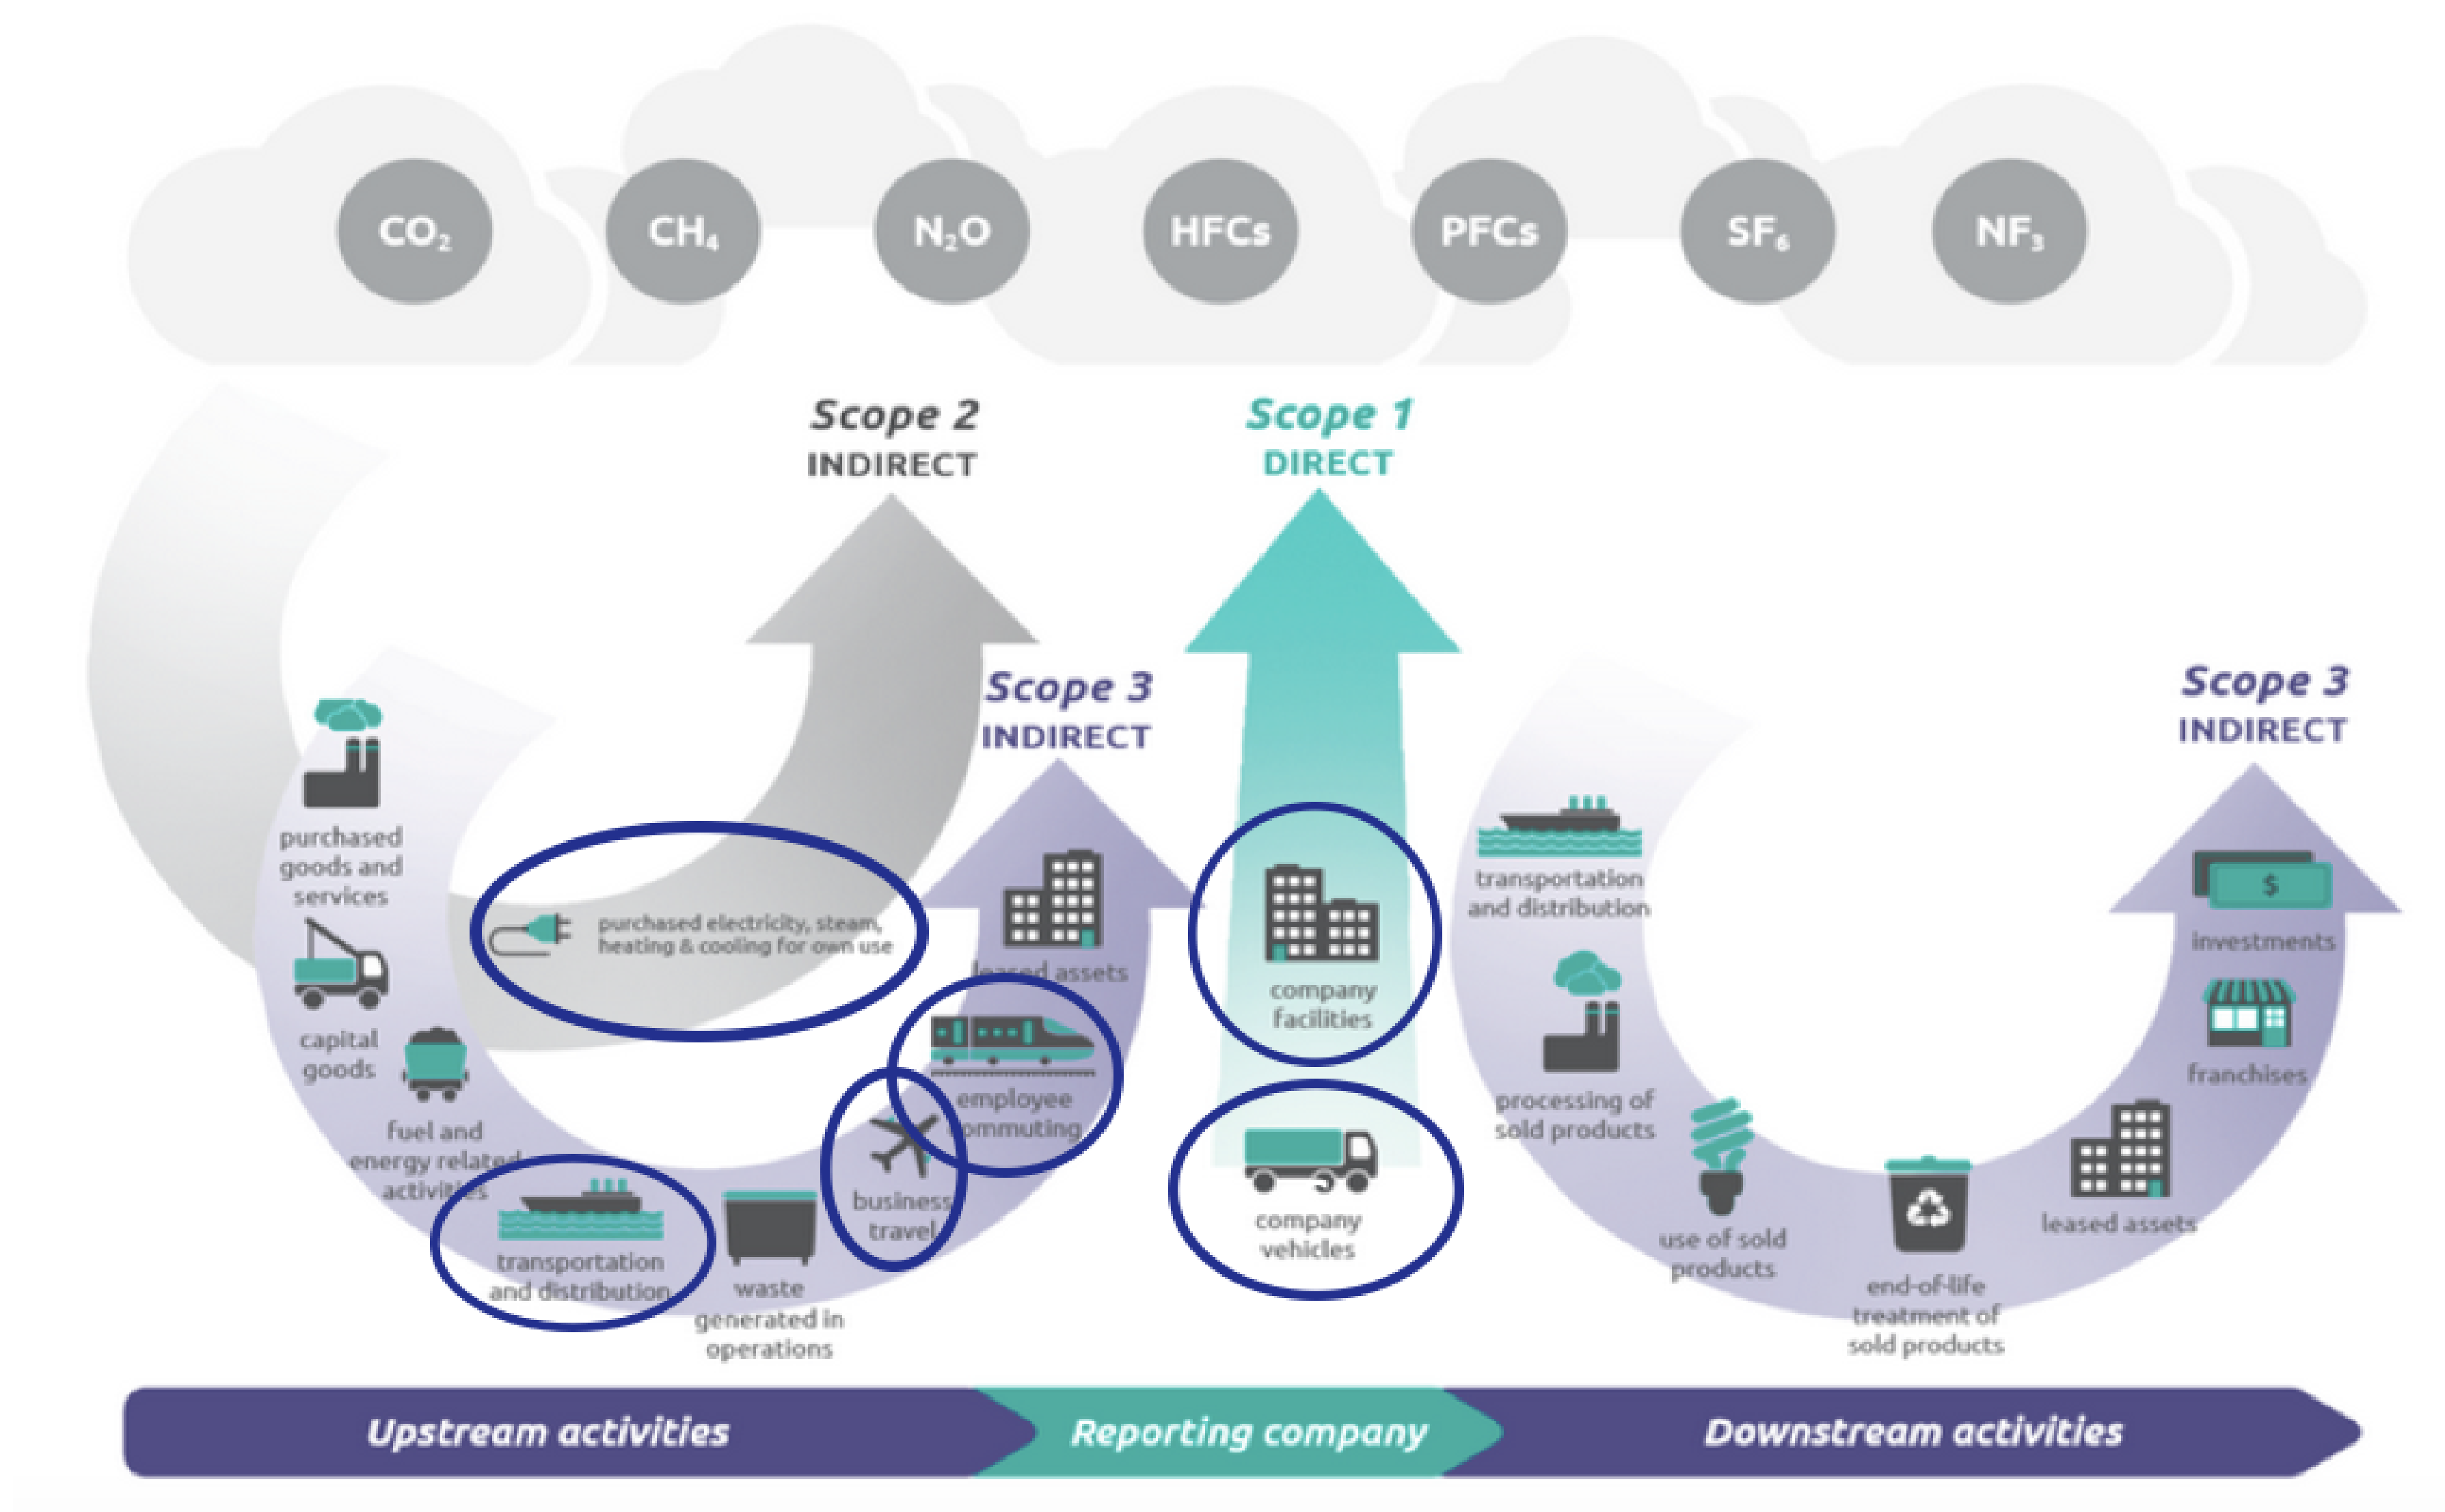 CO₂
CH₄
N₂O
HFCs
PFCs
SF₆
NF₃
Scope 2
INDIRECT
Scope 1
DIRECT
Scope 3
INDIRECT
Scope 3
INDIRECT
purchased
goods and
services
capital
goods
fuel and
energy related
activities
purchased electricity, steam,
heating & cooling for own use
transportation
and distribution
waste
generated in
operations
business
travel
employee
commuting
leased assets
company
facilities
company
vehicles
transportation
and distribution
processing of
sold products
use of sold
products
end-of-life
treatment of
sold products
leased assets
franchises
$
investments
Upstream activities
Reporting company
Downstream activities